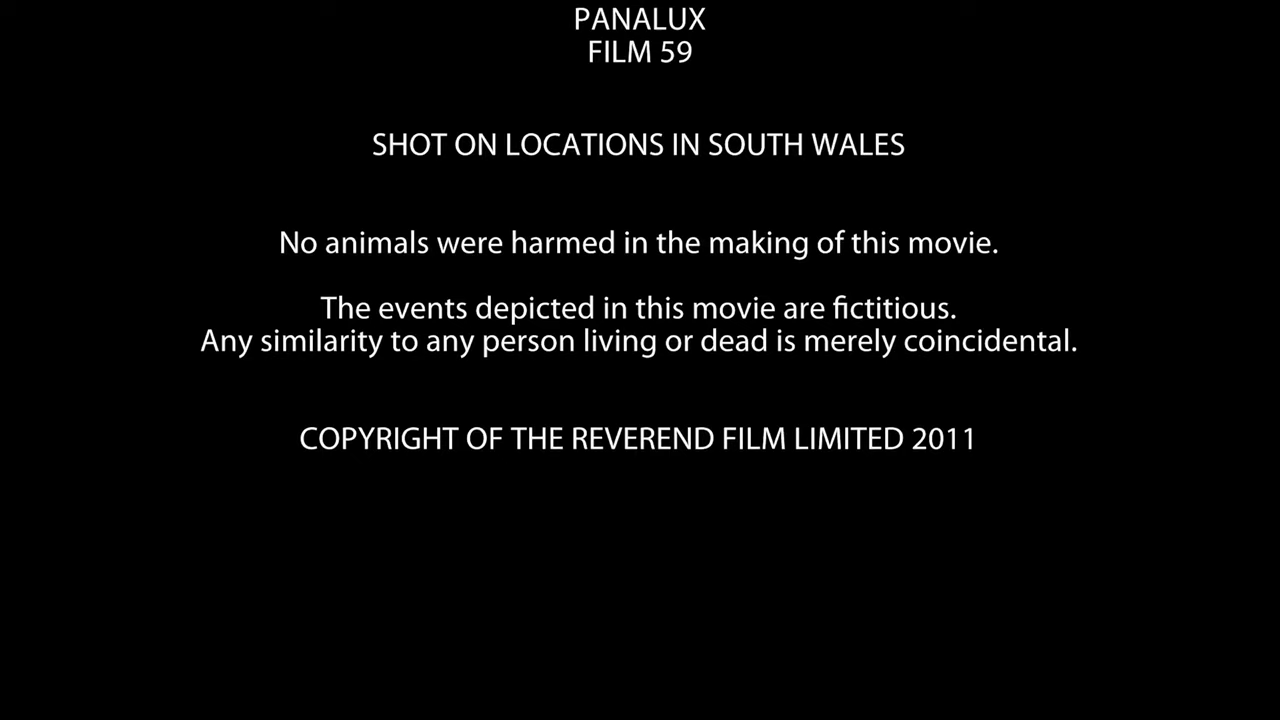 PANALUX
FILM 59
SHOT ON LOCATIONS IN SOUTH WALES
No animals were harmed in the making of this movie.
The events depicted in this movie are fictitious.
Any similarity to any person living or dead is merely coincidental.
COPYRIGHT OF THE REVEREND FILM LIMITED 2011